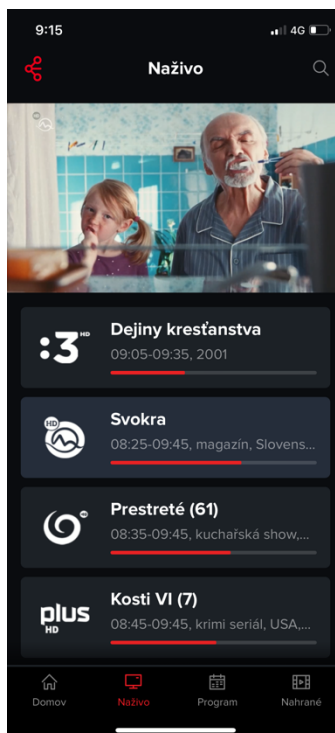 9:15
4G
Naživo
:3 HD
Dejiny kresťanstva
09:05-09:35, 2001
HD
Svokra
08:25-09:45, magazín, Slovens...
Prestreté (61)
08:35-09:45, kuchařská show,...
plus
HD
Kosti VI (7)
08:45-09:45, krimi seriál, USA,...
Domov
Naživo
Program
Nahrané